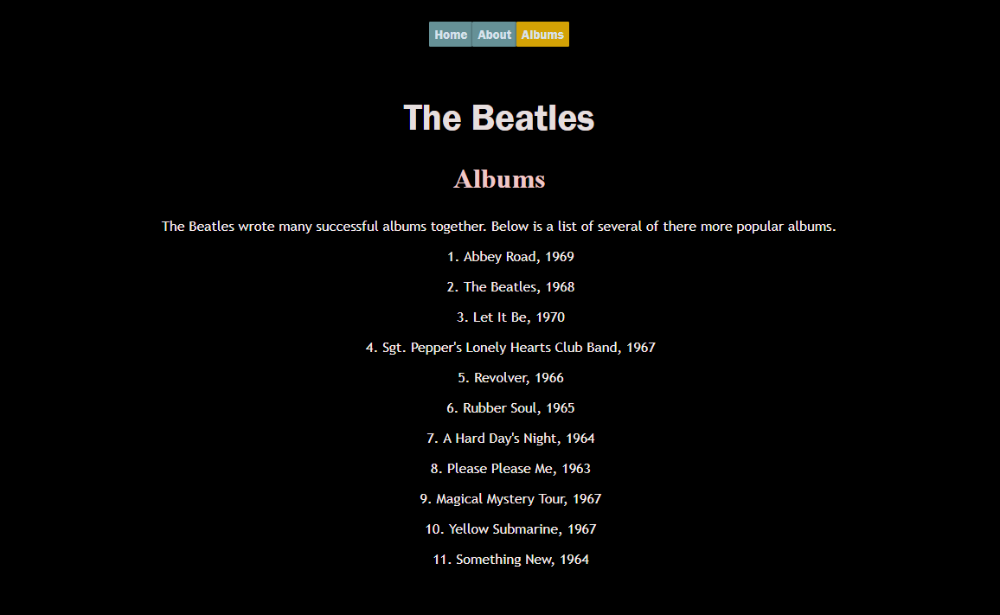 Home About Albums
The Beatles
Albums
The Beatles wrote many successful albums together. Below is a list of several of there more popular albums.
1. Abbey Road, 1969
2. The Beatles, 1968
3. Let It Be, 1970
4. Sgt. Pepper's Lonely Hearts Club Band, 1967
5. Revolver, 1966
6. Rubber Soul, 1965
7. A Hard Day's Night, 1964
8. Please Please Me, 1963
9. Magical Mystery Tour, 1967
10. Yellow Submarine, 1967
11. Something New, 1964